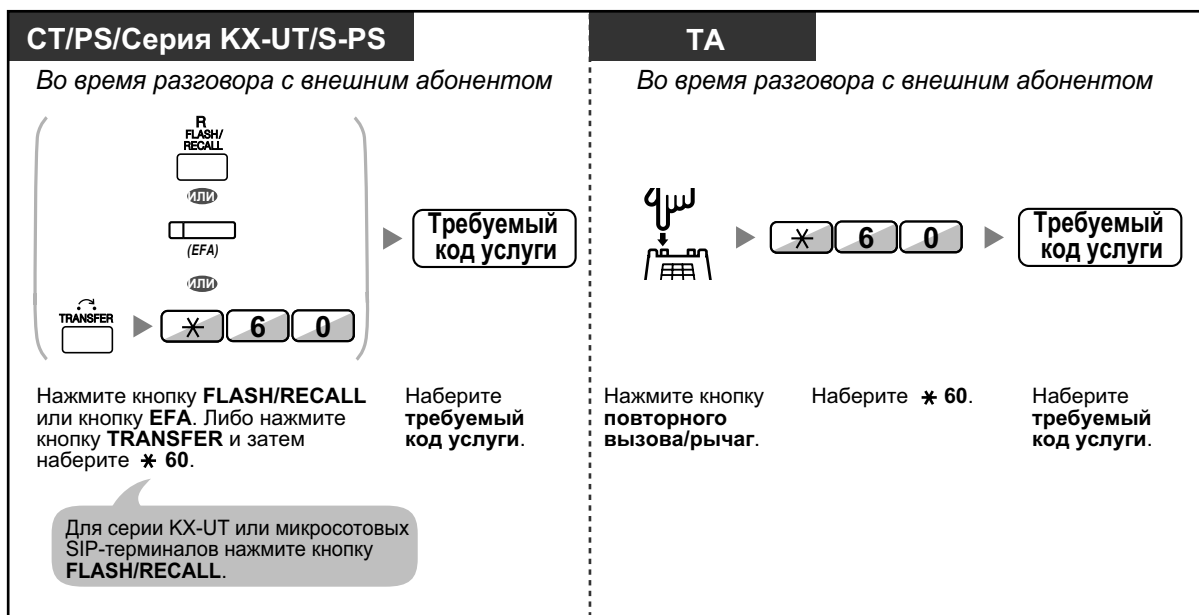 СТ/PS/Серия KX-UT/S-PS
Во время разговора с внешним абонентом
R
FLASH/
RECALL
или
(EFA)
или
TRANSFER
* 6 0
Требуемый
код услуги
Нажмите кнопку FLASH/RECALL
или кнопку EFA. Либо нажмите
кнопку TRANSFER и затем
наберите * 60.
Наберите
требуемый
код услуги.
Для серии KX-UT или микросотовых
SIP-терминалов нажмите кнопку
FLASH/RECALL.
ТА
Во время разговора с внешним абонентом
* 6 0
Требуемый
код услуги
Нажмите кнопку
повторного
вызова/рычаг.
Наберите * 60.
Наберите
требуемый
код услуги.